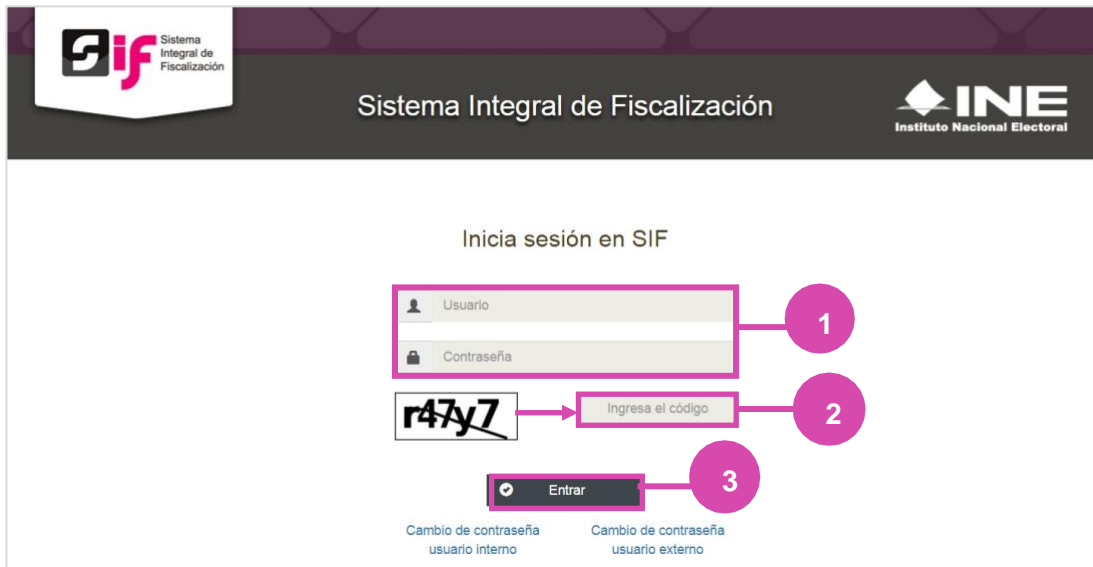 Sif
Sistema
Integral de
Fiscalización
Sistema Integral de Fiscalización
INE
Instituto Nacional Electoral
Inicia sesión en SIF
Usuario
1
Contraseña
r47y7
Ingresa el código
2
Entrar
3
Cambio de contraseña
usuario interno
Cambio de contraseña
usuario externo